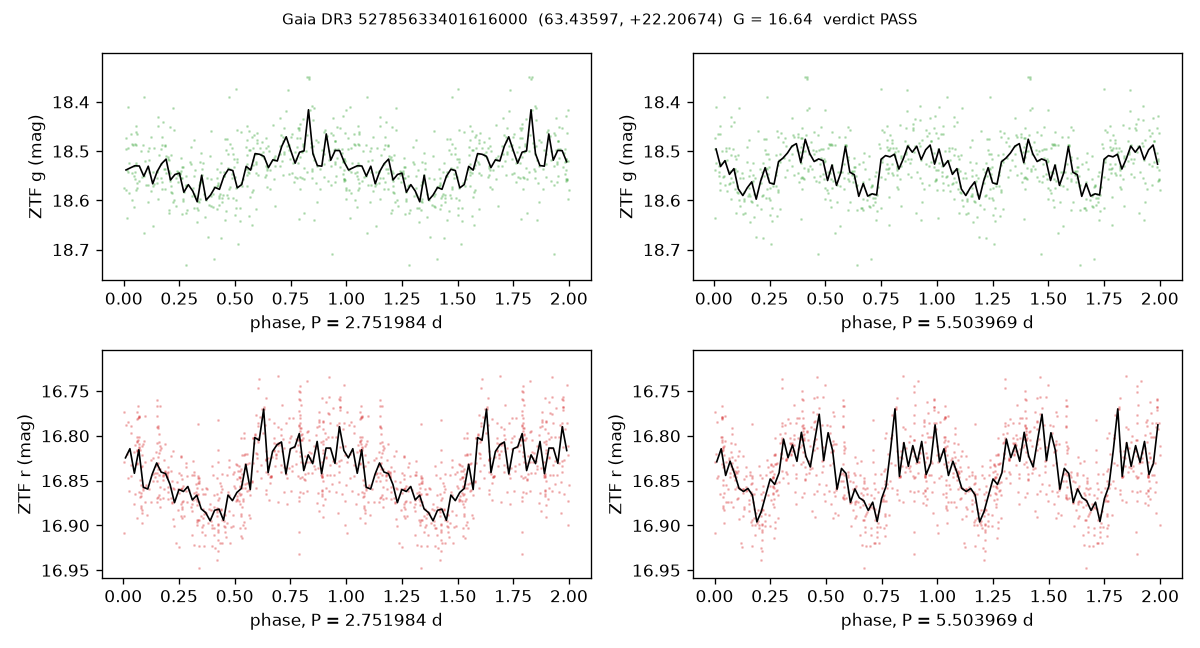 Gaia DR3 52785633401616000  (63.43597, +22.20674)  G = 16.64  verdict PASS
ZTF g (mag)
18.4
18.5
18.6
18.7
0.00 0.25 0.50 0.75 1.00 1.25 1.50 1.75 2.00
phase, P = 2.751984 d
ZTF g (mag)
18.4
18.5
18.6
18.7
0.00 0.25 0.50 0.75 1.00 1.25 1.50 1.75 2.00
phase, P = 5.503969 d
ZTF r (mag)
16.75
16.80
16.85
16.90
16.95
0.00 0.25 0.50 0.75 1.00 1.25 1.50 1.75 2.00
phase, P = 2.751984 d
ZTF r (mag)
16.75
16.80
16.85
16.90
16.95
0.00 0.25 0.50 0.75 1.00 1.25 1.50 1.75 2.00
phase, P = 5.503969 d